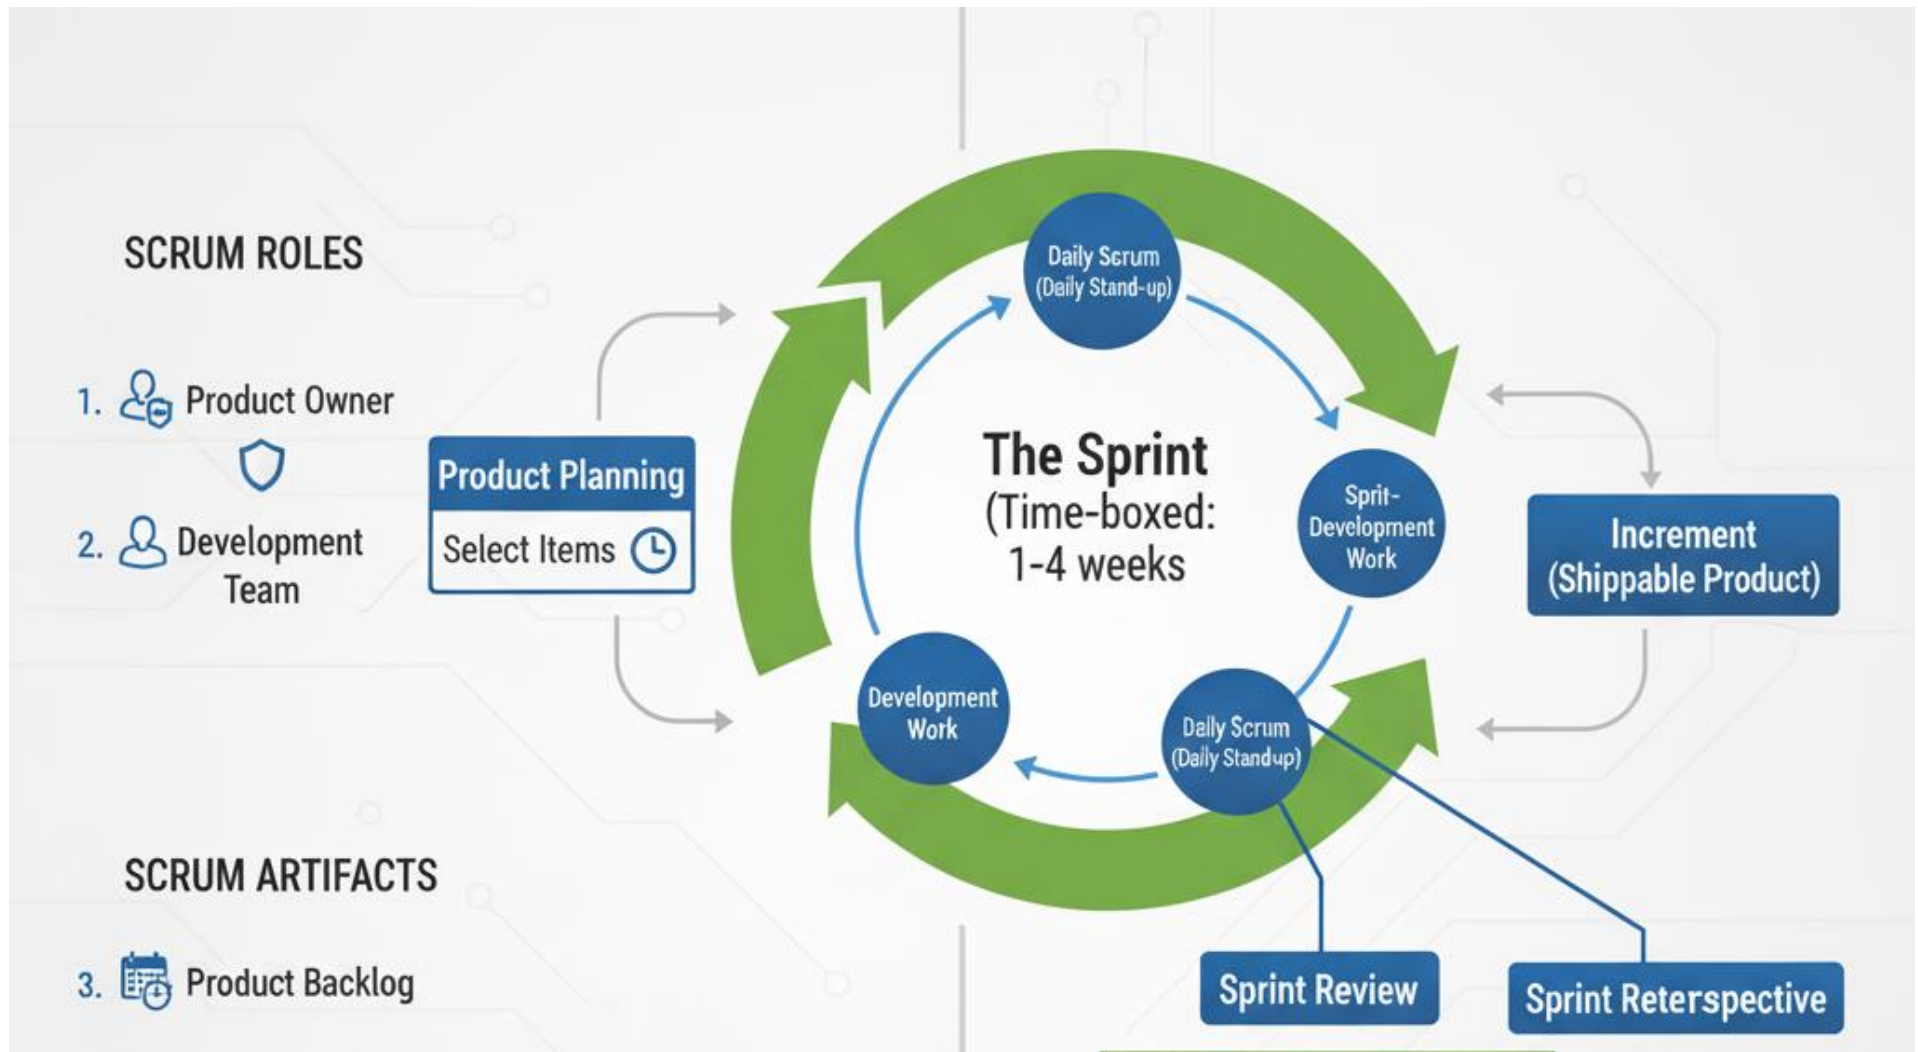 SCRUM ROLES
1. Product Owner
2. Development
Team
Product Planning
Select Items
SCRUM ARTIFACTS
3. Product Backlog
Daily Scrum
(Daily Stand-up)
The Sprint
(Time-boxed:
1-4 weeks
Sprit-
Development
Work
Daily Scrum
(Daily Standup)
Development
Work
Increment
(Shippable Product)
Sprint Review
Sprint Reterspective